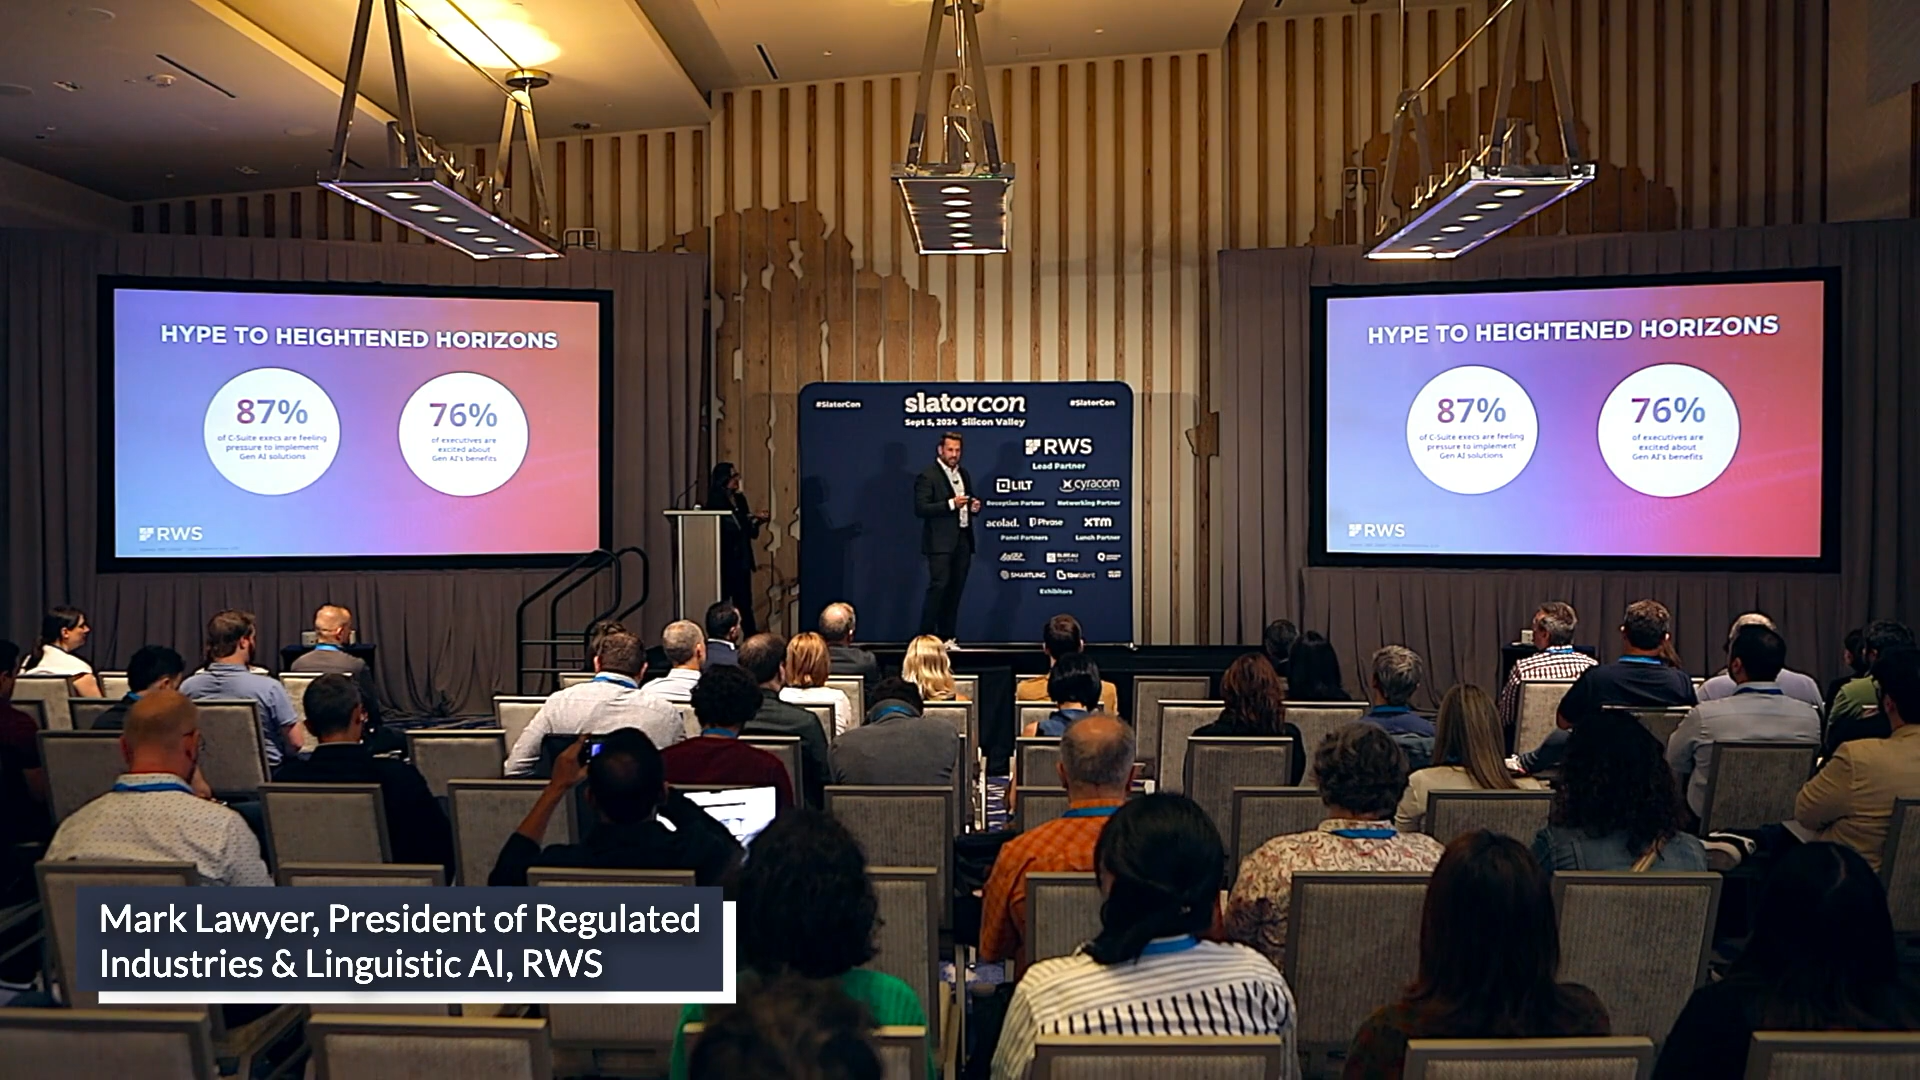 HYPE TO HEIGHTENED HORIZONS
87%
of C-Suite execs are feeling
pressure to implement
Gen AI solutions
76%
of executives are
excited about
Gen AI's benefits
RWS
#SlatorCon
slatorcon
#SlatorCon
Sept 5, 2024 Silicon Valley
RWS
Lead Partner
LILT
cyracom
Reception Partner
Networking Partner
acolad.
Phrase
XTM
Panel Partners
Lunch Partner
BUREAU
WORKS
SMARTLING
Exhibitors
HYPE TO HEIGHTENED HORIZONS
87%
of C-Suite execs are feeling
pressure to implement
Gen AI solutions
76%
of executives are
excited about
Gen AI's benefits
RWS
Mark Lawyer, President of Regulated
Industries & Linguistic AI, RWS